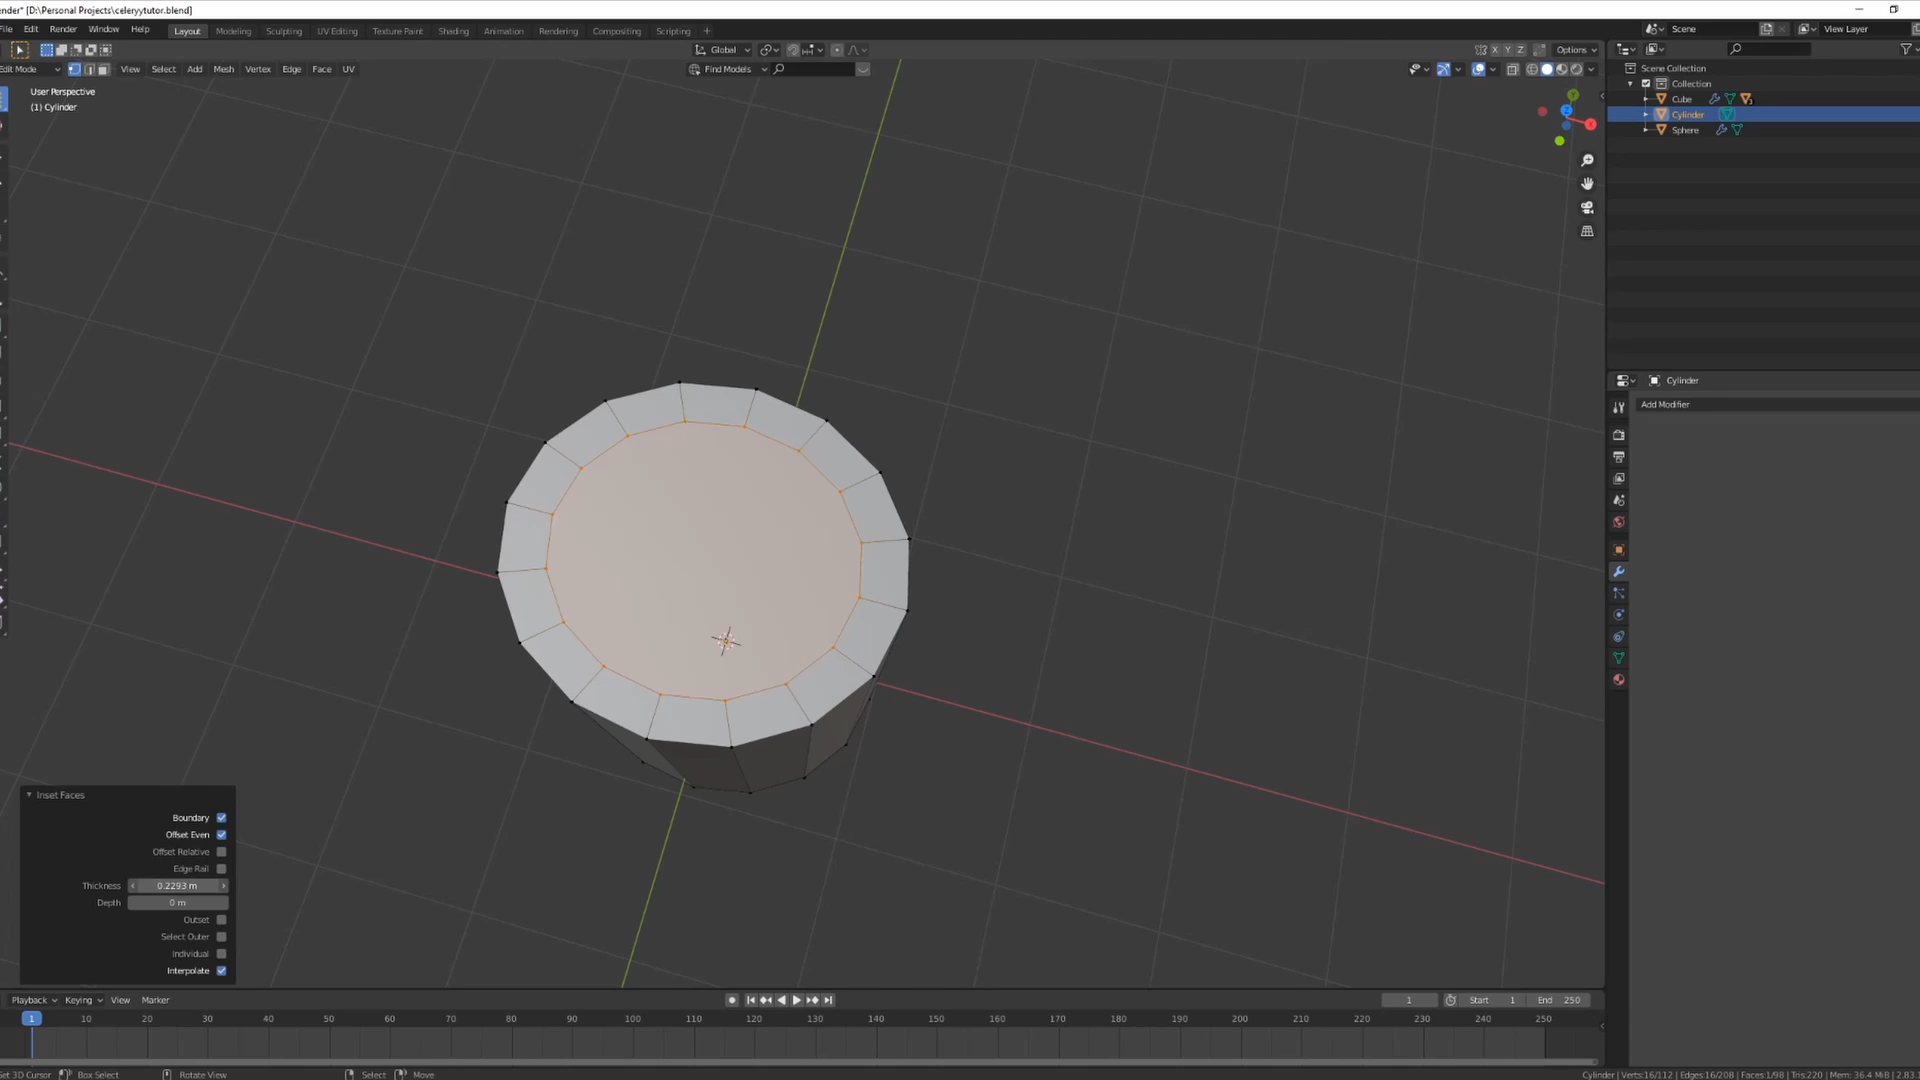 ender* [D:\Personal Projects\celeryytutor.blend]
File Edit Render Window Help Layout Modeling Sculpting UV Editing Texture Paint Shading Animation Rendering Compositing Scripting + Scene View Layer
Global X Y Z Options
Edit Mode View Select Add Mesh Vertex Edge Face UV Find Models
User Perspective
(1) Cylinder
Y
Z
X
Scene Collection
Collection
Cube 3
Cylinder
Sphere
Cylinder
Add Modifier
Inset Faces
Boundary
Offset Even
Offset Relative
Edge Rail
Thickness 0.2293 m
Depth 0 m
Outset
Select Outer
Individual
Interpolate
Playback Keying View Marker 1 Start 1 End 250
1 10 20 30 40 50 60 70 80 90 100 110 120 130 140 150 160 170 180 190 200 210 220 230 240 250
Set 3D Cursor Box Select Rotate View Select Move Cylinder | Verts:16/112 | Edges:16/208 | Faces:1/98 | Tris:220 | Mem: 36.4 MiB | 2.83.1